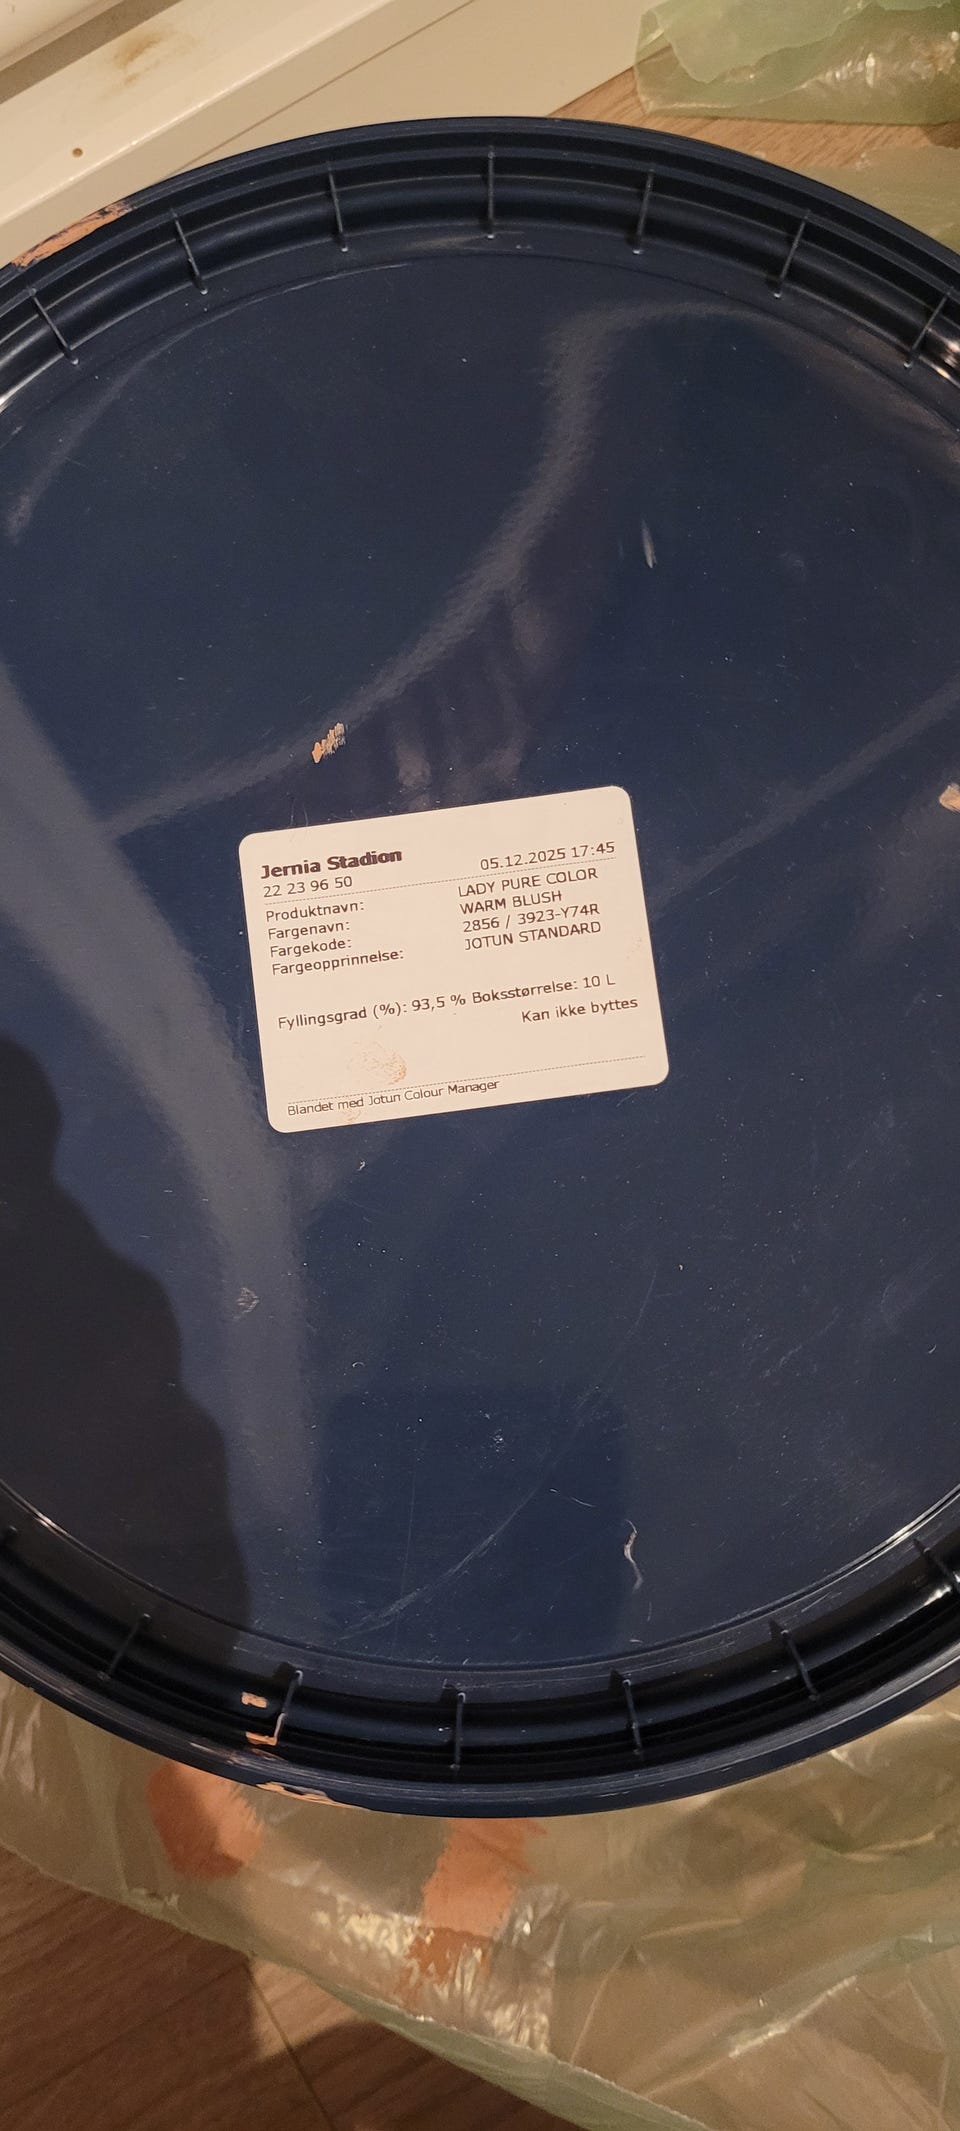 Jernia Stadion
22 23 96 50 05.12.2025 17:45
Produktnavn: LADY PURE COLOR
Fargenavn: WARM BLUSH
Fargekode: 2856 / 3923-Y74R
Fargeopprinnelse: JOTUN STANDARD
Fyllingsgrad (%): 93,5 % Boksstørrelse: 10 L
Kan ikke byttes
Blandet med Jotun Colour Manager